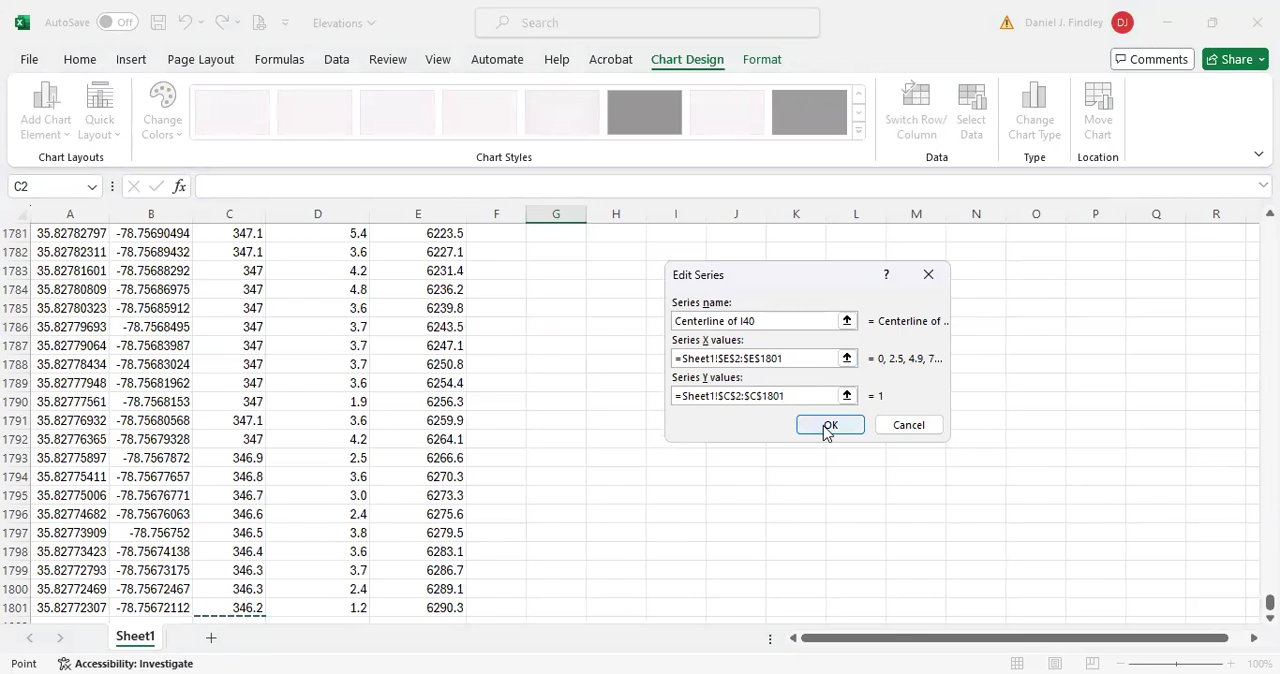 AutoSave Off Elevations Search Daniel J. Findley DJ
File Home Insert Page Layout Formulas Data Review View Automate Help Acrobat Chart Design Format Comments Share
Add Chart Element Quick Layout Change Colors Switch Row/ Column Select Data Change Chart Type Move Chart
Chart Layouts Chart Styles Data Type Location
C2 fx
A B C D E F G H I J K L M N O P Q R
1781 35.82782797 -78.75690494 347.1 5.4 6223.5
1782 35.82782311 -78.75689432 347.1 3.6 6227.1
1783 35.82781601 -78.75688292 347 4.2 6231.4
1784 35.82780809 -78.75686975 347 4.8 6236.2
1785 35.82780323 -78.75685912 347 3.6 6239.8
1786 35.82779693 -78.7568495 347 3.7 6243.5
1787 35.82779064 -78.75683987 347 3.7 6247.1
1788 35.82778434 -78.75683024 347 3.7 6250.8
1789 35.82777948 -78.75681962 347 3.6 6254.4
1790 35.82777561 -78.7568153 347 1.9 6256.3
1791 35.82776932 -78.75680568 347.1 3.6 6259.9
1792 35.82776365 -78.75679328 347 4.2 6264.1
1793 35.82775897 -78.7567872 346.9 2.5 6266.6
1794 35.82775411 -78.75677657 346.8 3.6 6270.3
1795 35.82775006 -78.75676771 346.7 3.0 6273.3
1796 35.82774682 -78.75676063 346.6 2.4 6275.6
1797 35.82773909 -78.756752 346.5 3.8 6279.5
1798 35.82773423 -78.75674138 346.4 3.6 6283.1
1799 35.82772793 -78.75673175 346.3 3.7 6286.7
1800 35.82772469 -78.75672467 346.3 2.4 6289.1
1801 35.82772307 -78.75672112 346.2 1.2 6290.3
Edit Series ?
Series name:
Centerline of I40 = Centerline of ...
Series X values:
=Sheet1!$E$2:$E$1801 = 0, 2.5, 4.9, 7...
Series Y values:
=Sheet1!$C$2:$C$1801 = 1
OK Cancel
Sheet1
Point Accessibility: Investigate 100%